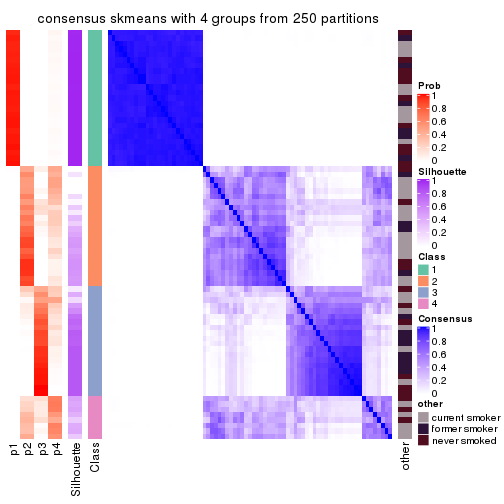 consensus skmeans with 4 groups from 250 partitions
Prob
1
0.8
0.6
0.4
0.2
0
Silhouette
1
0.8
0.6
0.4
0.2
0
Class
1
2
3
4
Consensus
1
0.8
0.6
0.4
0.2
0
other
current smoker
former smoker
never smoked
p1
p2
p3
p4
Silhouette
Class
other